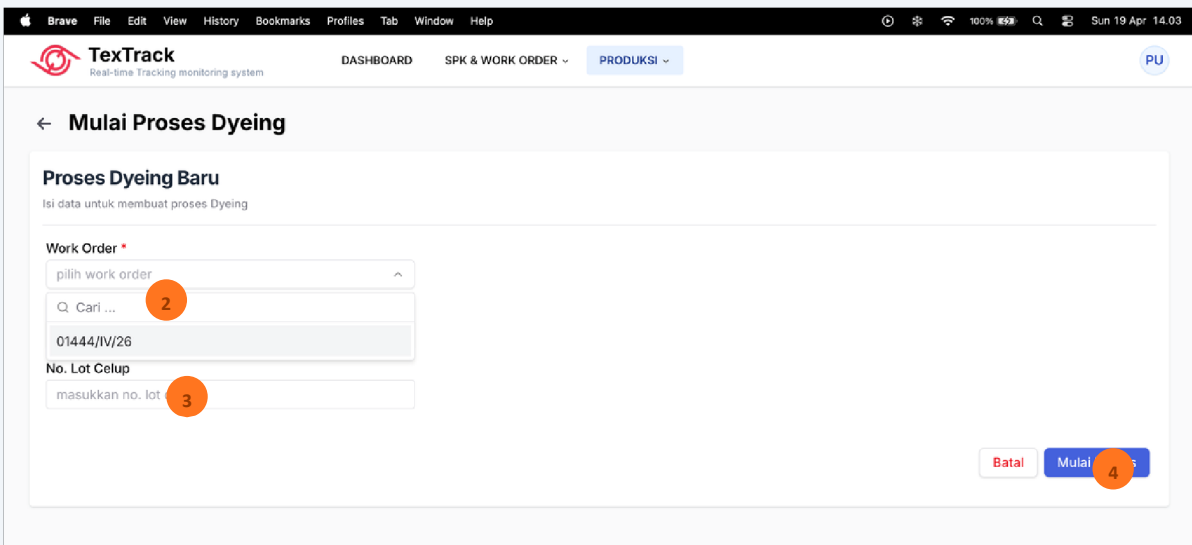 Brave File Edit View History Bookmarks Profiles Tab Window Help 100% Sun 19 Apr 14.03
TexTrack
Real-time Tracking monitoring system
DASHBOARD SPK & WORK ORDER PRODUKSI PU
← Mulai Proses Dyeing
Proses Dyeing Baru
Isi data untuk membuat proses Dyeing
Work Order *
pilih work order
Cari ...
2
01444/IV/26
No. Lot Celup
masukkan no. lot
3
Batal Mulai
4